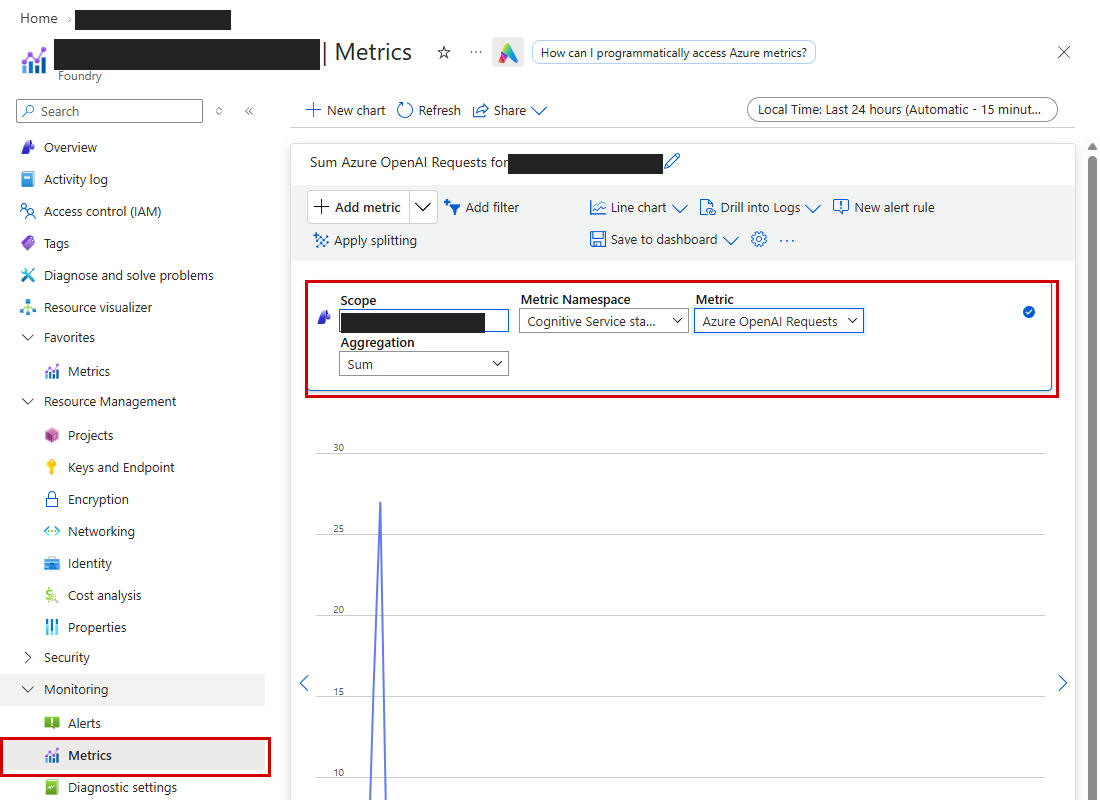 Home
| Metrics
How can I programmatically access Azure metrics?
Foundry
Search
New chart
Refresh
Share
Local Time: Last 24 hours (Automatic - 15 minut...
Overview
Activity log
Access control (IAM)
Tags
Diagnose and solve problems
Resource visualizer
Favorites
Metrics
Resource Management
Projects
Keys and Endpoint
Encryption
Networking
Identity
Cost analysis
Properties
Security
Monitoring
Alerts
Metrics
Diagnostic settings
Sum Azure OpenAI Requests for
Add metric
Add filter
Line chart
Drill into Logs
New alert rule
Apply splitting
Save to dashboard
Scope
Metric Namespace
Metric
Cognitive Service sta...
Azure OpenAI Requests
Aggregation
Sum
30
25
20
15
10